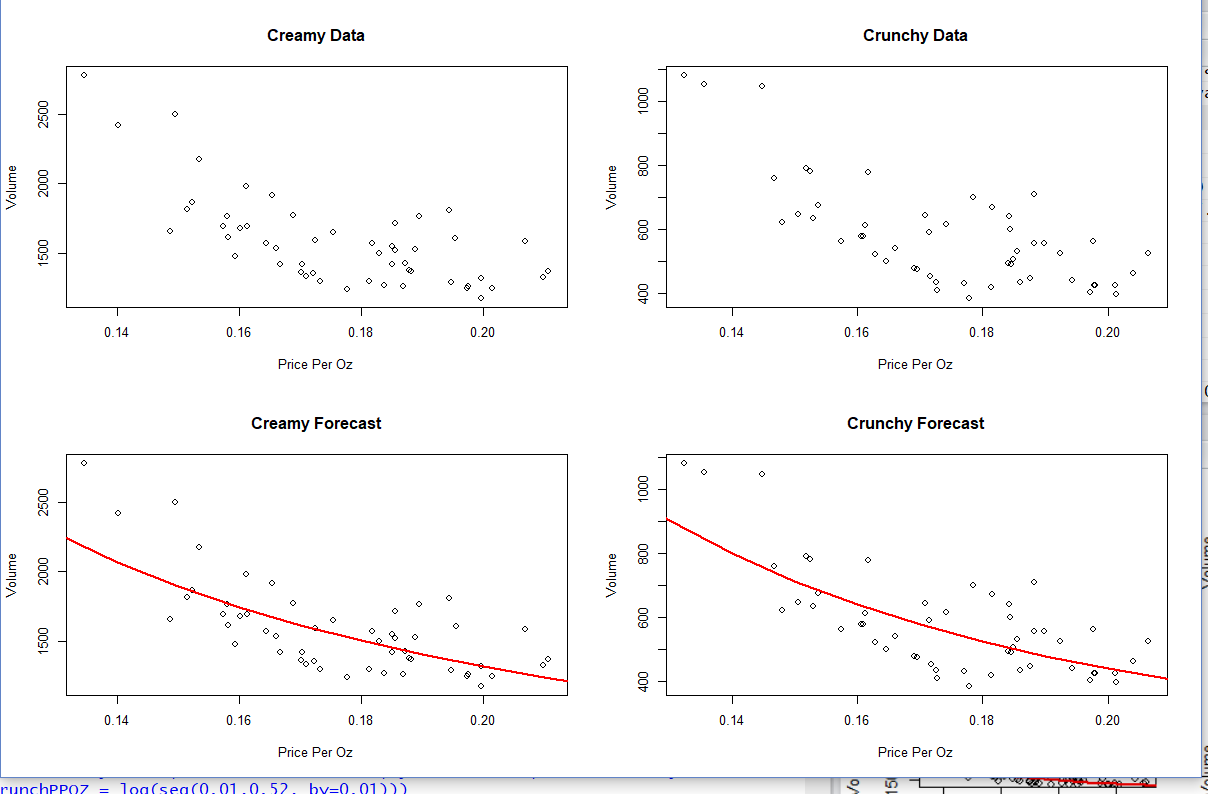 Creamy Data
Volume
2500
2000
1500
0.14 0.16 0.18 0.20
Price Per Oz
Crunchy Data
Volume
1000
800
600
400
0.14 0.16 0.18 0.20
Price Per Oz
Creamy Forecast
Volume
2500
2000
1500
0.14 0.16 0.18 0.20
Price Per Oz
Crunchy Forecast
Volume
1000
800
600
400
0.14 0.16 0.18 0.20
Price Per Oz
runchPPOZ = log(seq(0.01,0.52, by=0.01)))
Volume